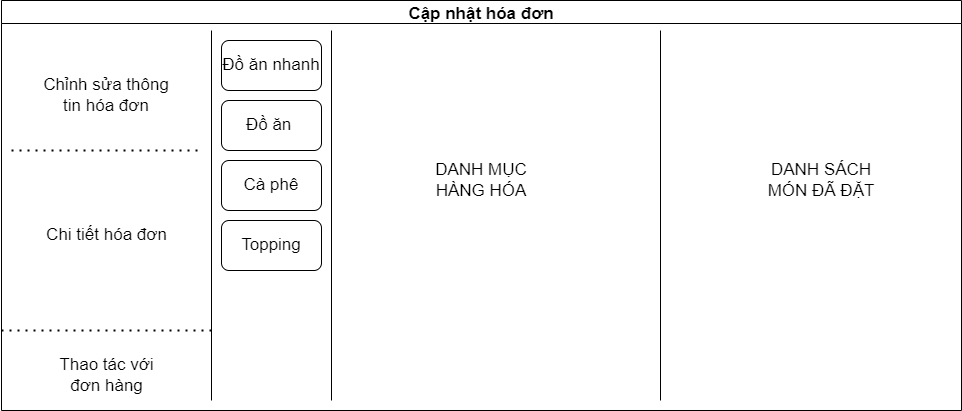 Cập nhật hóa đơn
Chỉnh sửa thông
tin hóa đơn
Chi tiết hóa đơn
Thao tác với
đơn hàng
Đồ ăn nhanh
Đồ ăn
Cà phê
Topping
DANH MỤC
HÀNG HÓA
DANH SÁCH
MÓN ĐÃ ĐẶT